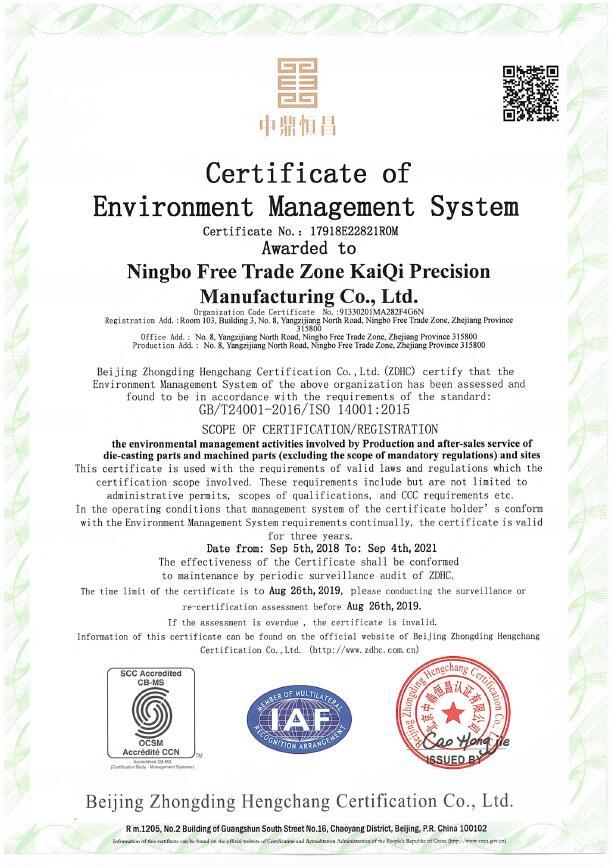 中鼎恒昌
Certificate of
Environment Management System
Certificate No.: 17918E22821ROM
Awarded to
Ningbo Free Trade Zone KaiQi Precision
Manufacturing Co., Ltd.
Organization Code Certificate No.:91330201MA282F4G6N
Registration Add. :Room 103, Building 3, No. 8, Yangzijiang North Road, Ningbo Free Trade Zone, Zhejiang Province
315800
Office Add.: No. 8, Yangzijiang North Road, Ningbo Free Trade Zone, Zhejiang Province 315800
Production Add.: No. 8, Yangzijiang North Road, Ningbo Free Trade Zone, Zhejiang Province 315800
Beijing Zhongding Hengchang Certification Co., Ltd.(ZDHC) certify that the
Environment Management System of the above organization has been assessed and
found to be in accordance with the requirements of the standard:
GB/T24001-2016/ISO 14001:2015
SCOPE OF CERTIFICATION/REGISTRATION
the environmental management activities involved by Production and after-sales service of
die-casting parts and machined parts (excluding the scope of mandatory regulations) and sites
This certificate is used with the requirements of valid laws and regulations which the
certification scope involved. These requirements include but are not limited to
administrative permits, scopes of qualifications, and CCC requirements etc.
In the operating conditions that management system of the certificate holder's conform
with the Environment Management System requirements continually, the certificate is valid
for three years.
Date from: Sep 5th,2018 To: Sep 4th,2021
The effectiveness of the Certificate shall be conformed
to maintenance by periodic surveillance audit of ZDHC.
The time limit of the certificate is to Aug 26th,2019, please conducting the surveillance or
re-certification assessment before Aug 26th,2019.
If the assessment is overdue , the certificate is invalid.
Information of this certificate can be found on the official website of Beijing Zhongding Hengchang
Certification Co., Ltd. (http://www.zdhc.com.cn)
SCC Accredited
CB-MS
OCSM
Accrédité CCN
TM
Accredited CB-MS
(Certification Body - Management Systems)
MEMBER OF MULTILATERAL
IAF
RECOGNITION ARRANGEMENT
Beijing Zhongding Hengchang Certification Co., Ltd.
北京中鼎恒昌认证有限公司
Cao Hongjie
ISSUED BY
Beijing Zhongding Hengchang Certification Co., Ltd.
Rm.1205, No.2 Building of Guangshun South Street No.16, Chaoyang District, Beijing, P.R. China 100102
Information of this certificate can be found on the official website of Certification and Accreditation Administration of the People's Republic of China (http://www.cnca.gov.cn)